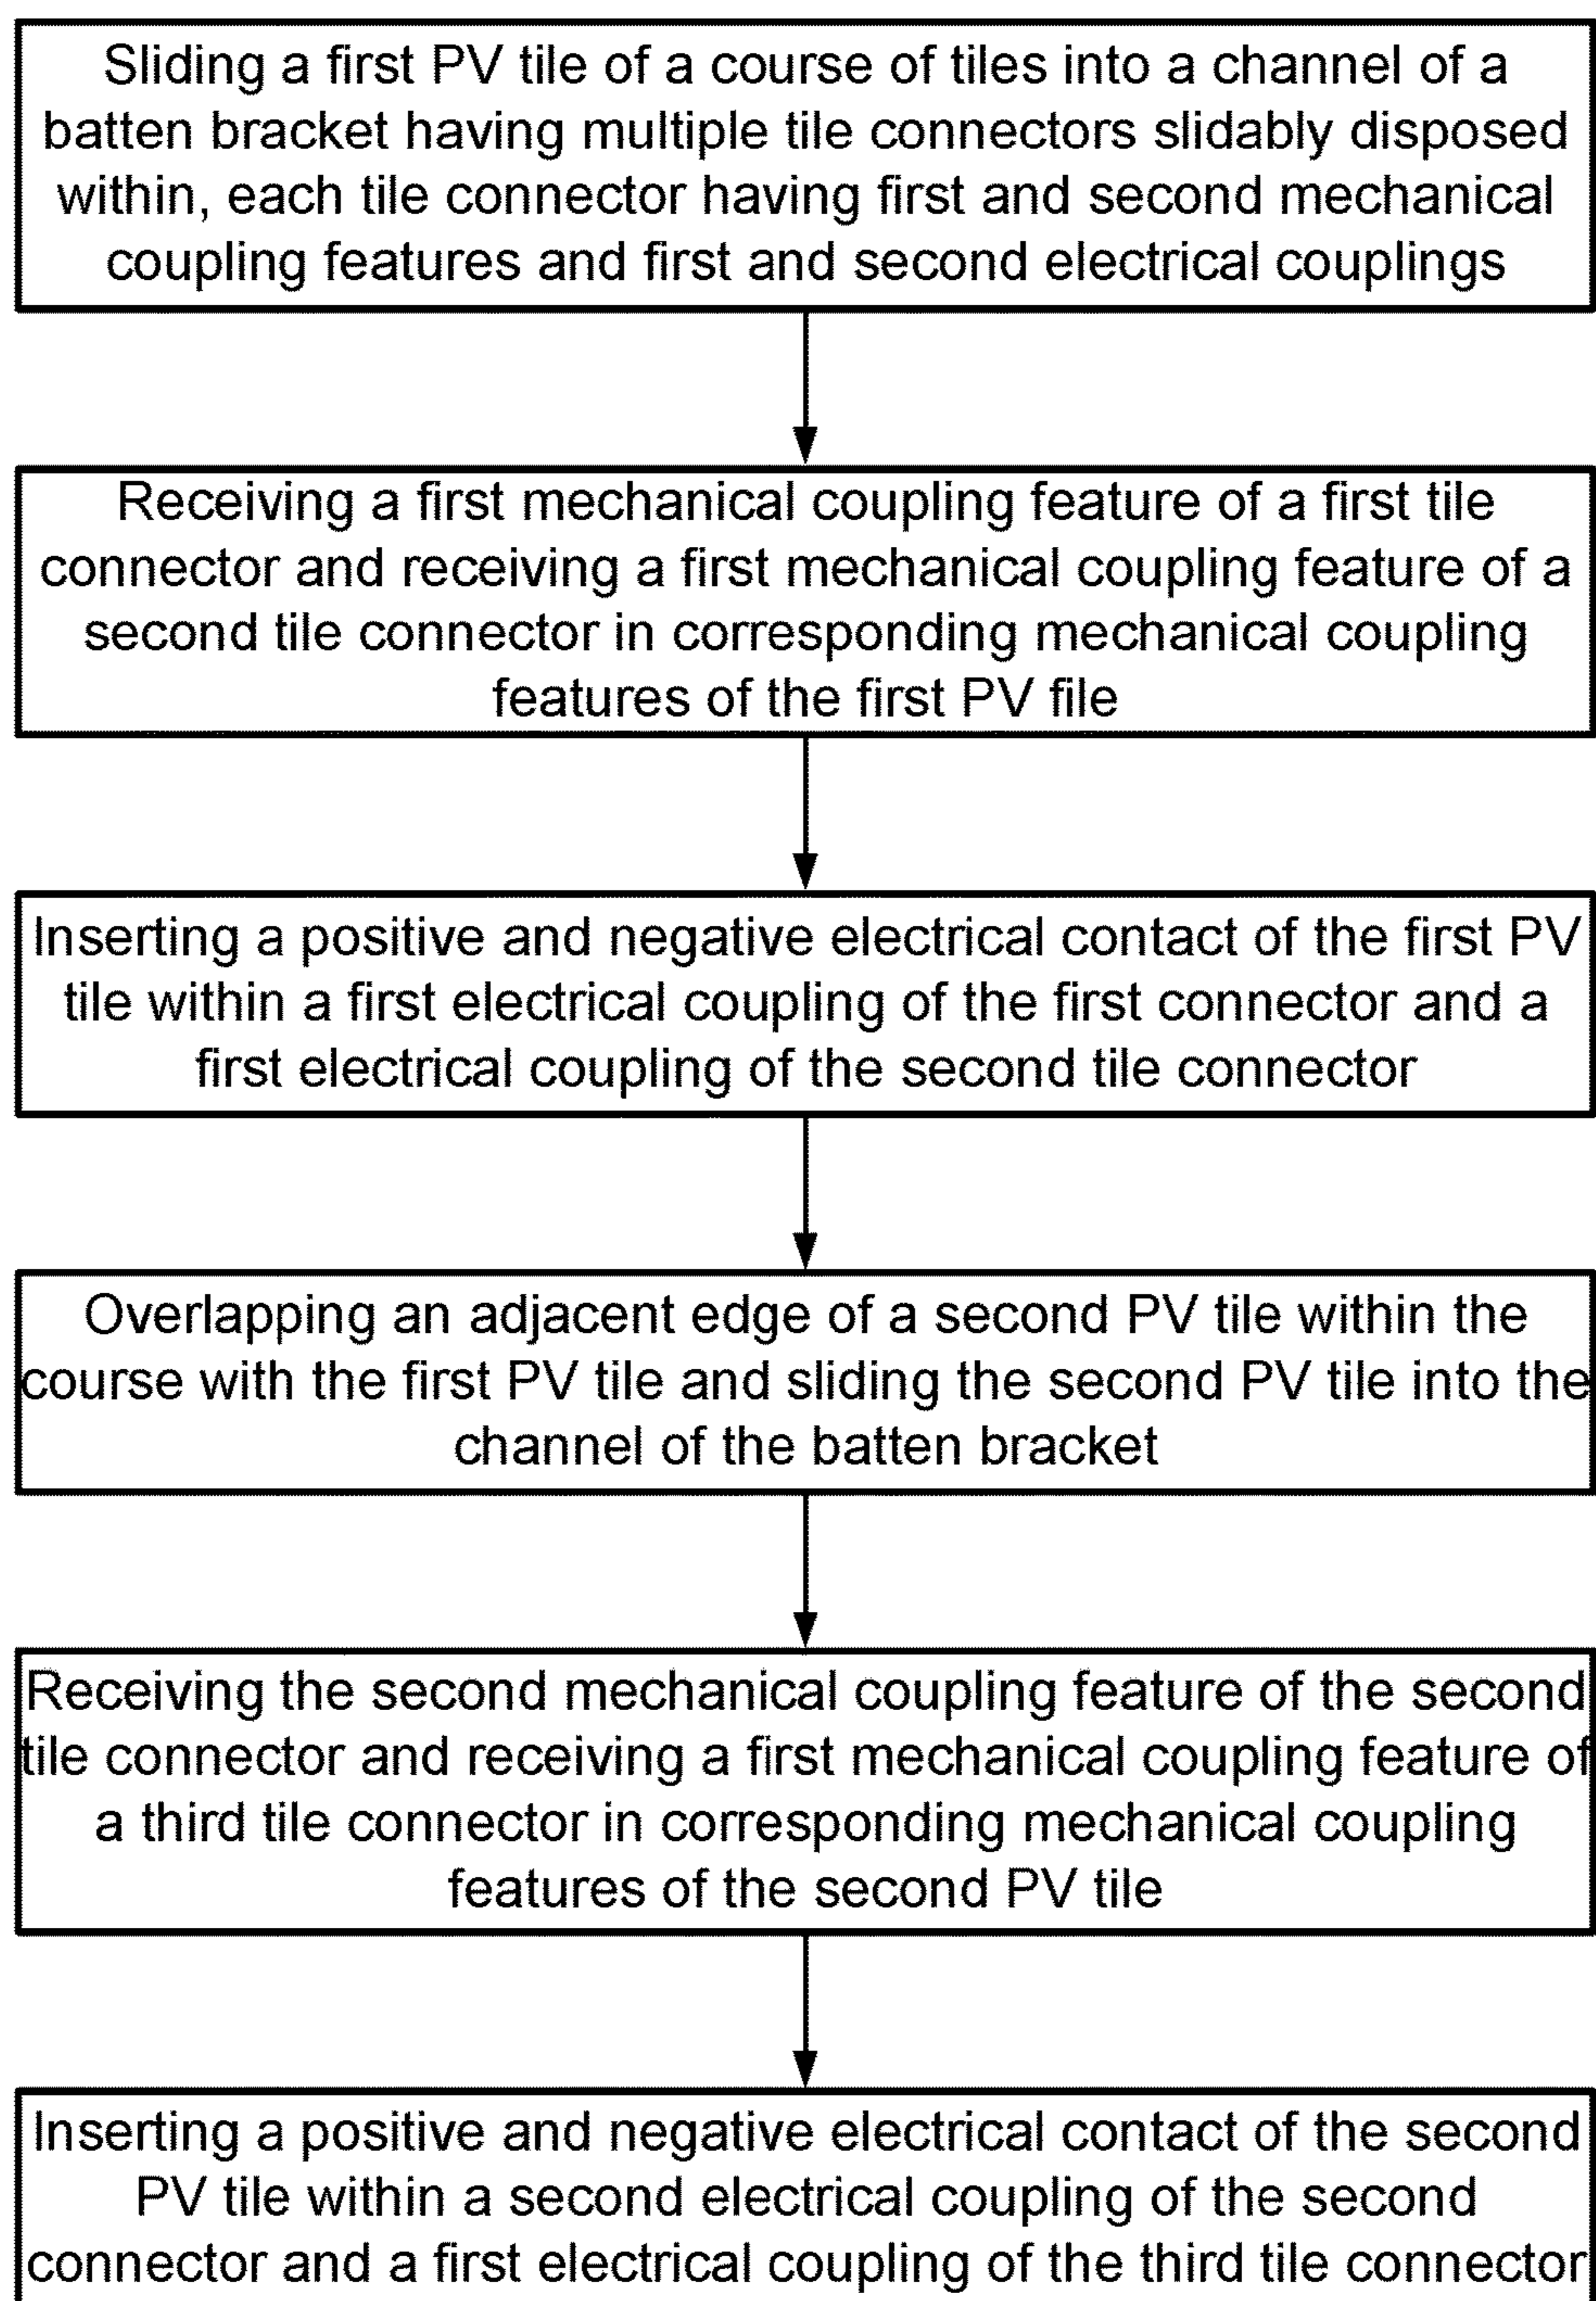 Sliding a first PV tile of a course of tiles into a channel of a
batten bracket having multiple tile connectors slidably disposed
within, each tile connector having first and second mechanical
coupling features and first and second electrical couplings
Receiving a first mechanical coupling feature of a first tile
connector and receiving a first mechanical coupling feature of a
second tile connector in corresponding mechanical coupling
features of the first PV file
Inserting a positive and negative electrical contact of the first PV
tile within a first electrical coupling of the first connector and a
first electrical coupling of the second tile connector
Overlapping an adjacent edge of a second PV tile within the
course with the first PV tile and sliding the second PV tile into the
channel of the batten bracket
Receiving the second mechanical coupling feature of the second
tile connector and receiving a first mechanical coupling feature of
a third tile connector in corresponding mechanical coupling
features of the second PV tile
Inserting a positive and negative electrical contact of the second
PV tile within a second electrical coupling of the second
connector and a first electrical coupling of the third tile connector